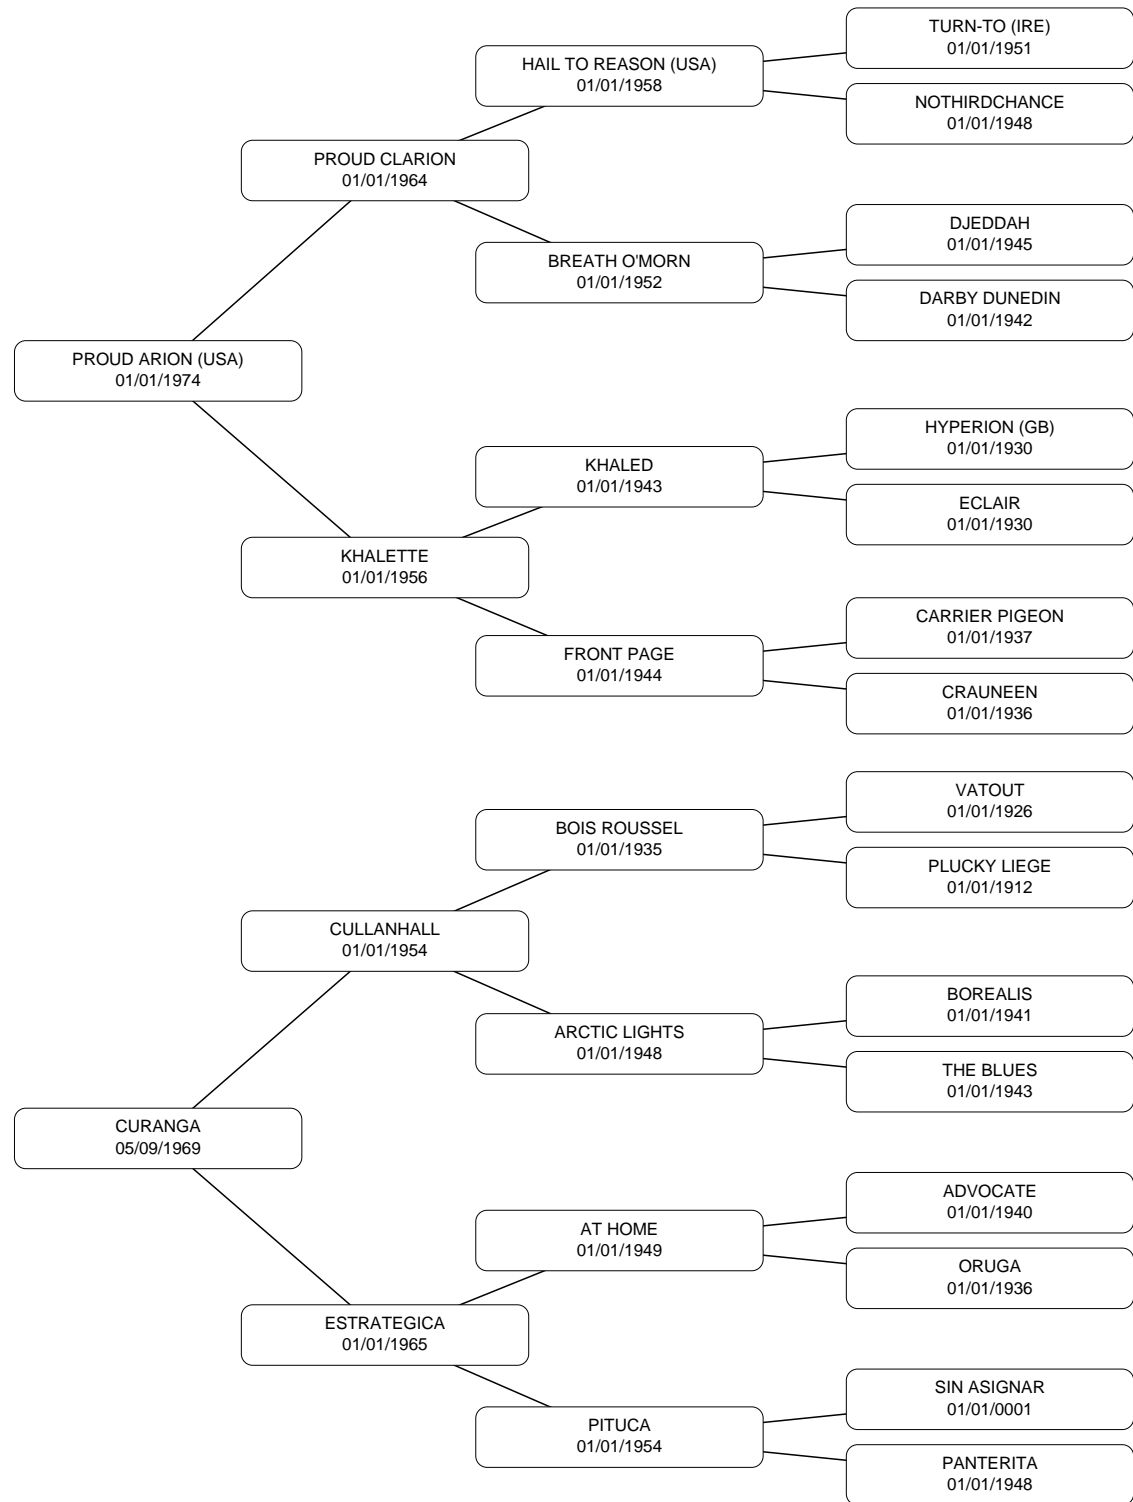 TURN-TO (IRE)
01/01/1951
HAIL TO REASON (USA)
01/01/1958
NOTHIRDCHANCE
01/01/1948
PROUD CLARION
01/01/1964
DJEDDAH
01/01/1945
BREATH O'MORN
01/01/1952
DARBY DUNEDIN
01/01/1942
PROUD ARION (USA)
01/01/1974
HYPERION (GB)
01/01/1930
KHALED
01/01/1943
ECLAIR
01/01/1930
KHALETTE
01/01/1956
CARRIER PIGEON
01/01/1937
FRONT PAGE
01/01/1944
CRAUNEEN
01/01/1936
VATOUT
01/01/1926
BOIS ROUSSEL
01/01/1935
PLUCKY LIEGE
01/01/1912
CULLANHALL
01/01/1954
BOREALIS
01/01/1941
ARCTIC LIGHTS
01/01/1948
THE BLUES
01/01/1943
CURANGA
05/09/1969
ADVOCATE
01/01/1940
AT HOME
01/01/1949
ORUGA
01/01/1936
ESTRATEGICA
01/01/1965
SIN ASIGNAR
01/01/0001
PITUCA
01/01/1954
PANTERITA
01/01/1948